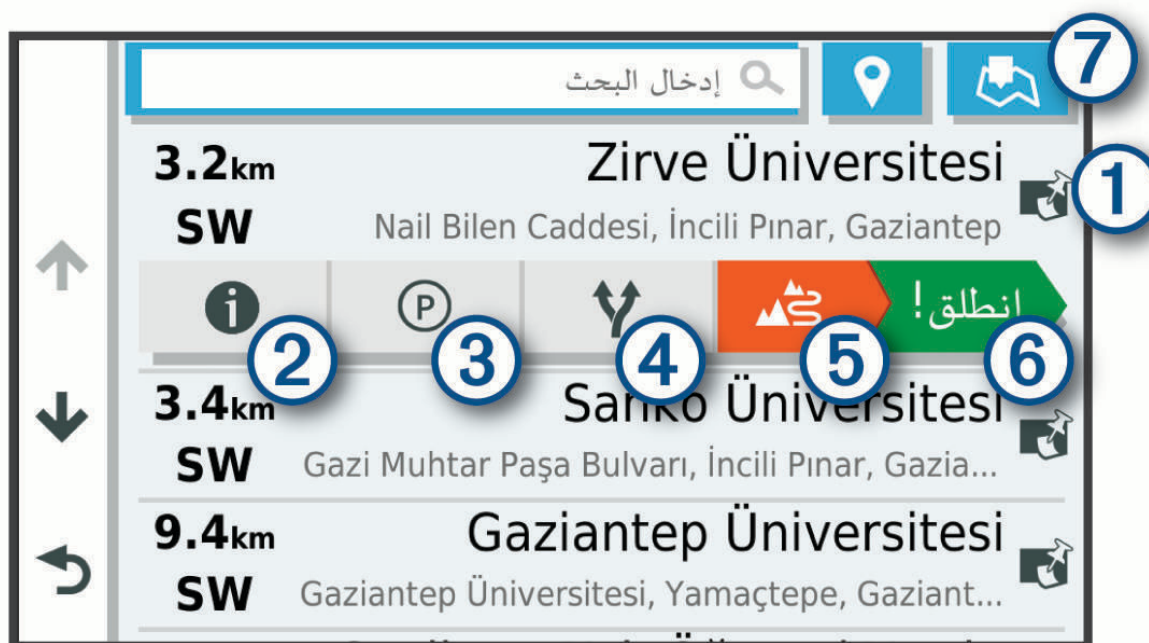 إدخال البحث
7
3.2km Zirve Üniversitesi
1
SW Nail Bilen Caddesi, İncili Pınar, Gaziantep
i P انطلق!
2 3 4 5 6
3.4km Sanko Üniversitesi
SW Gazi Muhtar Paşa Bulvarı, İncili Pınar, Gazia...
9.4km Gaziantep Üniversitesi
SW Gaziantep Üniversitesi, Yamaçtepe, Gaziant...